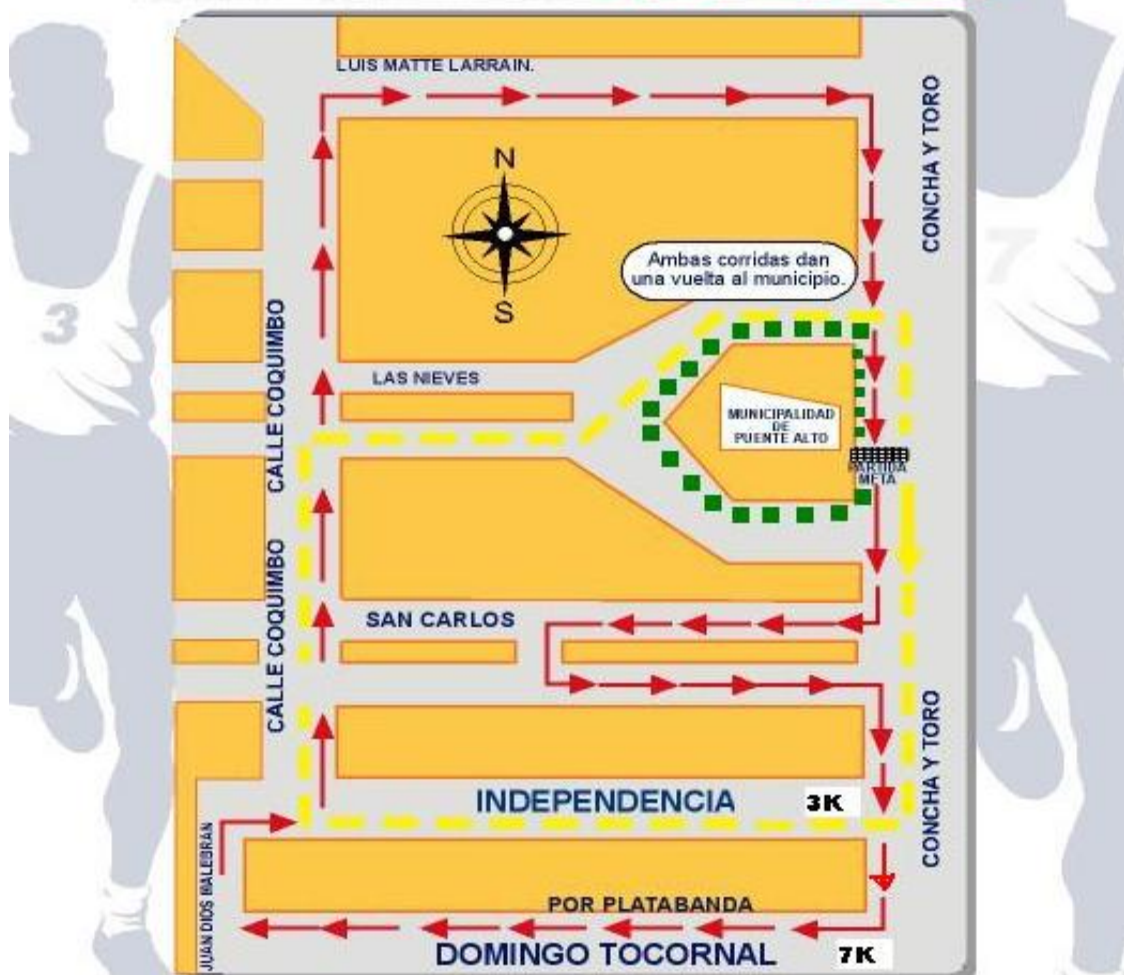 LUIS MATTE LARRAIN.
CONCHA Y TORO
N
Ambas corridas dan
una vuelta al municipio.
S
3
7
CALLE COQUIMBO
LAS NIEVES
MUNICIPALIDAD
DE
PUENTE ALTO
PARTIDA
META
CALLE COQUIMBO
SAN CARLOS
CONCHA Y TORO
INDEPENDENCIA
3K
JUAN DIOS MALEBRAN
POR PLATABANDA
DOMINGO TOCORNAL
7K